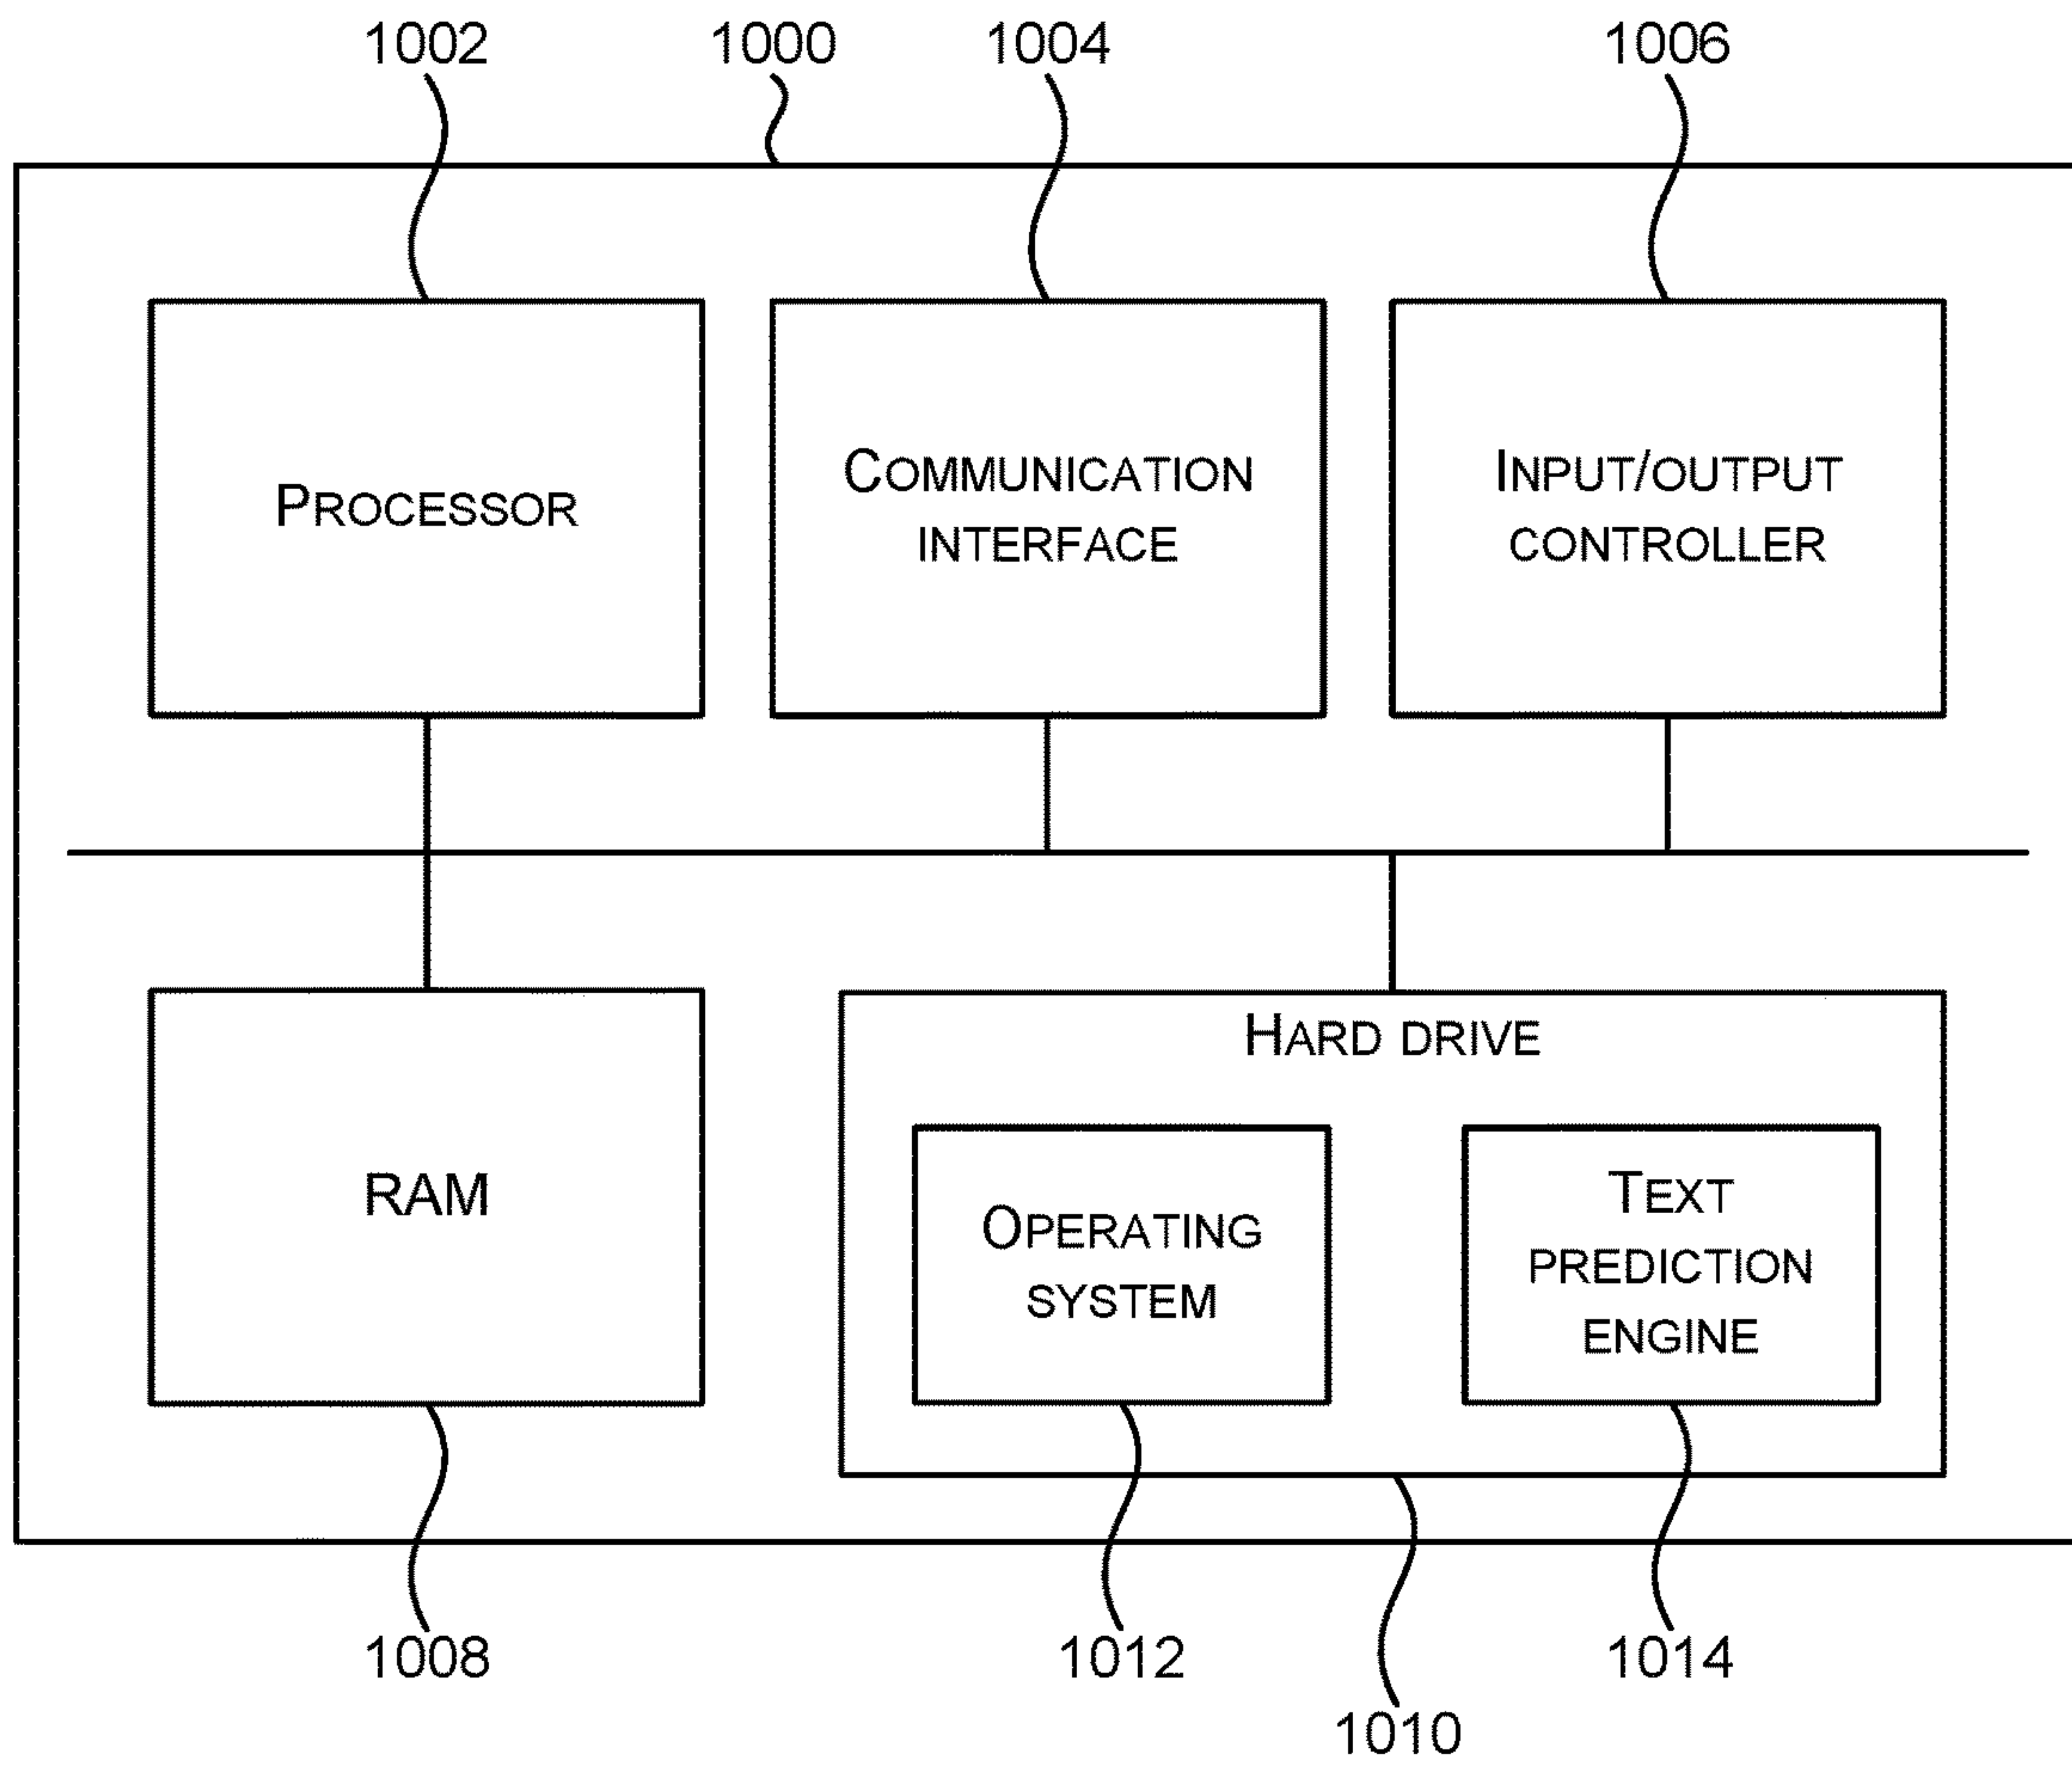 1002 1000 1004 1006
PROCESSOR
COMMUNICATION
INTERFACE
INPUT/OUTPUT
CONTROLLER
RAM
HARD DRIVE
OPERATING
SYSTEM
TEXT
PREDICTION
ENGINE
1008
1012
1014
1010